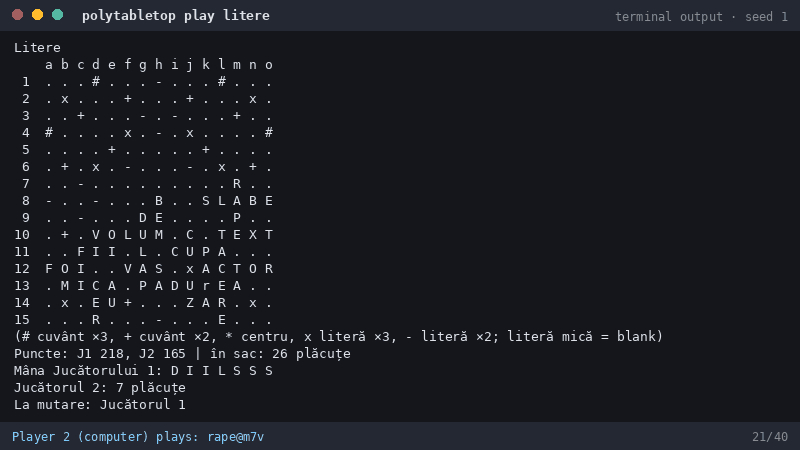 polytabletop play litere
terminal output · seed 1
Litere
    a b c d e f g h i j k l m n o
 1  . . . # . . . - . . . # . . .
 2  . x . . . + . . . + . . . x .
 3  . . + . . . - . - . . . + . .
 4  # . . . . x . - . x . . . . #
 5  . . . . + . . . . . + . . . .
 6  . + . x . - . . . - . x . + .
 7  . . - . . . . . . . . . R . .
 8  - . . - . . . B . . S L A B E
 9  . . - . . . D E . . . . P . .
10  . + . V O L U M . C . T E X T
11  . . F I I . L . C U P A . . .
12  F O I . . V A S . x A C T O R
13  . M I C A . P A D U r E A . .
14  . x . E U + . . . Z A R . x .
15  . . . R . . . - . . . E . . .
(# cuvânt ×3, + cuvânt ×2, * centru, x literă ×3, - literă ×2; literă mică = blank)
Puncte: J1 218, J2 165 | în sac: 26 plăcuțe
Mâna Jucătorului 1: D I I L S S S
Jucătorul 2: 7 plăcuțe
La mutare: Jucătorul 1
Player 2 (computer) plays: rape@m7v
21/40